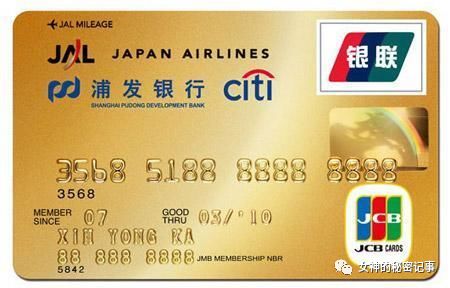 JAL MILEAGE
JAL JAPAN AIRLINES
银联
浦发银行 citi
SHANGHAI PUDONG DEVELOPMENT BANK
3568 5188 8888 8888
3568
MEMBER SINCE 07 GOOD THRU 03/'10
XIN YONG KA
88 888 8888 JMB MEMBERSHIP NBR
5842
JCB
JCB CARDS
女神的秘密记事